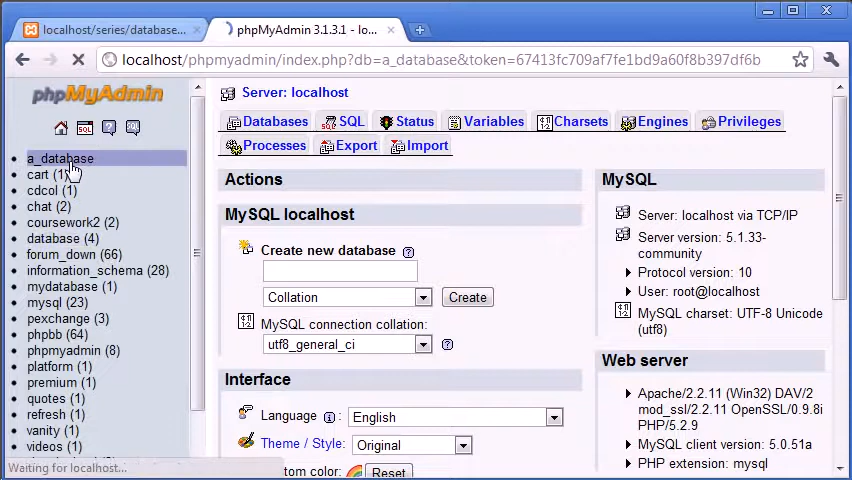 localhost/series/database...
phpMyAdmin 3.1.3.1 - lo...
localhost/phpmyadmin/index.php?db=a_database&token=67413fc709af7fe1bd9a60f8b397df6b
phpMyAdmin
SQL
a_database
cart (1)
cdcol (1)
chat (2)
coursework2 (2)
database (4)
forum_down (66)
information_schema (28)
mydatabase (1)
mysql (23)
pexchange (3)
phpbb (64)
phpmyadmin (8)
platform (1)
premium (1)
quotes (1)
refresh (1)
vanity (1)
videos (1)
Waiting for localhost...
Server: localhost
Databases SQL Status Variables Charsets Engines Privileges
Processes Export Import
Actions
MySQL localhost
Create new database
Collation Create
MySQL connection collation:
utf8_general_ci
Interface
Language : English
Theme / Style: Original
tom color: Reset
MySQL
Server: localhost via TCP/IP
Server version: 5.1.33-
community
Protocol version: 10
User: root@localhost
MySQL charset: UTF-8 Unicode
(utf8)
Web server
Apache/2.2.11 (Win32) DAV/2
mod_ssl/2.2.11 OpenSSL/0.9.8i
PHP/5.2.9
MySQL client version: 5.0.51a
PHP extension: mysql